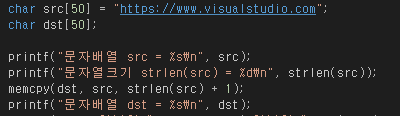 char src[50] = "https://www.visualstudio.com";
char dst[50];
printf("문자배열 src = %s₩n", src);
printf("문자열크기 strlen(src) = %d₩n", strlen(src));
memcpy(dst, src, strlen(src) + 1);
printf("문자배열 dst = %s₩n", dst);